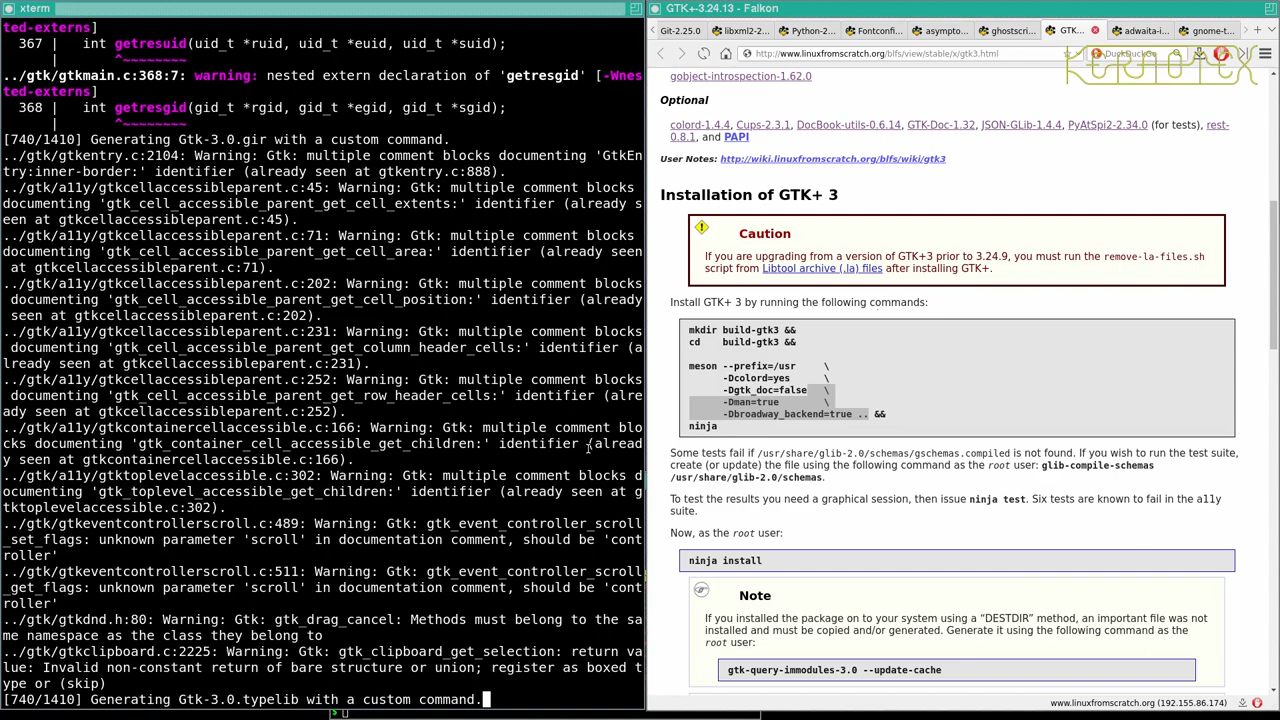 xterm
ted-externs]
  367 |   int getresuid(uid_t *ruid, uid_t *euid, uid_t *suid);
      |       ^~~~~~~~~
../gtk/gtkmain.c:368:7: warning: nested extern declaration of 'getresgid' [-Wnes
ted-externs]
  368 |   int getresgid(gid_t *rgid, gid_t *egid, gid_t *sgid);
      |       ^~~~~~~~~
[740/1410] Generating Gtk-3.0.gir with a custom command.
../gtk/gtkentry.c:2104: Warning: Gtk: multiple comment blocks documenting 'GtkEn
try:inner-border:' identifier (already seen at gtkentry.c:888).
../gtk/a11y/gtkcellaccessibleparent.c:45: Warning: Gtk: multiple comment blocks
documenting 'gtk_cell_accessible_parent_get_cell_extents:' identifier (already s
een at gtkcellaccessibleparent.c:45).
../gtk/a11y/gtkcellaccessibleparent.c:71: Warning: Gtk: multiple comment blocks
documenting 'gtk_cell_accessible_parent_get_cell_area:' identifier (already seen
 at gtkcellaccessibleparent.c:71).
../gtk/a11y/gtkcellaccessibleparent.c:202: Warning: Gtk: multiple comment blocks
 documenting 'gtk_cell_accessible_parent_get_cell_position:' identifier (already
 seen at gtkcellaccessibleparent.c:202).
../gtk/a11y/gtkcellaccessibleparent.c:231: Warning: Gtk: multiple comment blocks
 documenting 'gtk_cell_accessible_parent_get_column_header_cells:' identifier (a
lready seen at gtkcellaccessibleparent.c:231).
../gtk/a11y/gtkcellaccessibleparent.c:252: Warning: Gtk: multiple comment blocks
 documenting 'gtk_cell_accessible_parent_get_row_header_cells:' identifier (alre
ady seen at gtkcellaccessibleparent.c:252).
../gtk/a11y/gtkcontainercellaccessible.c:166: Warning: Gtk: multiple comment blo
cks documenting 'gtk_container_cell_accessible_get_children:' identifier (alread
y seen at gtkcontainercellaccessible.c:166).
../gtk/a11y/gtktoplevelaccessible.c:302: Warning: Gtk: multiple comment blocks d
ocumenting 'gtk_toplevel_accessible_get_children:' identifier (already seen at g
tktoplevelaccessible.c:302).
../gtk/gtkeventcontrollerscroll.c:489: Warning: Gtk: gtk_event_controller_scroll
_set_flags: unknown parameter 'scroll' in documentation comment, should be 'cont
roller'
../gtk/gtkeventcontrollerscroll.c:511: Warning: Gtk: gtk_event_controller_scroll
_get_flags: unknown parameter 'scroll' in documentation comment, should be 'cont
roller'
../gtk/gtkdnd.h:80: Warning: Gtk: gtk_drag_cancel: Methods must belong to the sa
me namespace as the class they belong to
../gtk/gtkclipboard.c:2225: Warning: Gtk: gtk_clipboard_get_selection: return va
lue: Invalid non-constant return of bare structure or union; register as boxed t
ype or (skip)
[740/1410] Generating Gtk-3.0.typelib with a custom command.
GTK+-3.24.13 - Falkon
Git-2.25.0 libxml2-... Python-2... Fontconfi... asympto... ghostscri... GTK... adwaita-i... gnome-t...
http://www.linuxfromscratch.org/blfs/view/stable/x/gtk3.html DuckDuckGo
KERNOTEX
gobject-introspection-1.62.0
Optional
colord-1.4.4, Cups-2.3.1, DocBook-utils-0.6.14, GTK-Doc-1.32, JSON-GLib-1.4.4, PyAtSpi2-2.34.0 (for tests), rest-
0.8.1, and PAPI
User Notes: http://wiki.linuxfromscratch.org/blfs/wiki/gtk3
Installation of GTK+ 3
Caution
If you are upgrading from a version of GTK+3 prior to 3.24.9, you must run the remove-la-files.sh
script from Libtool archive (.la) files after installing GTK+.
Install GTK+ 3 by running the following commands:
mkdir build-gtk3 &&
cd    build-gtk3 &&
meson --prefix=/usr     \
      -Dcolord=yes      \
      -Dgtk_doc=false   \
      -Dman=true        \
      -Dbroadway_backend=true .. &&
ninja
Some tests fail if /usr/share/glib-2.0/schemas/gschemas.compiled is not found. If you wish to run the test suite,
create (or update) the file using the following command as the root user: glib-compile-schemas
/usr/share/glib-2.0/schemas.
To test the results you need a graphical session, then issue ninja test. Six tests are known to fail in the a11y
suite.
Now, as the root user:
ninja install
Note
If you installed the package on to your system using a “DESTDIR” method, an important file was not
installed and must be copied and/or generated. Generate it using the following command as the
root user:
gtk-query-immodules-3.0 --update-cache
www.linuxfromscratch.org (192.155.86.174)